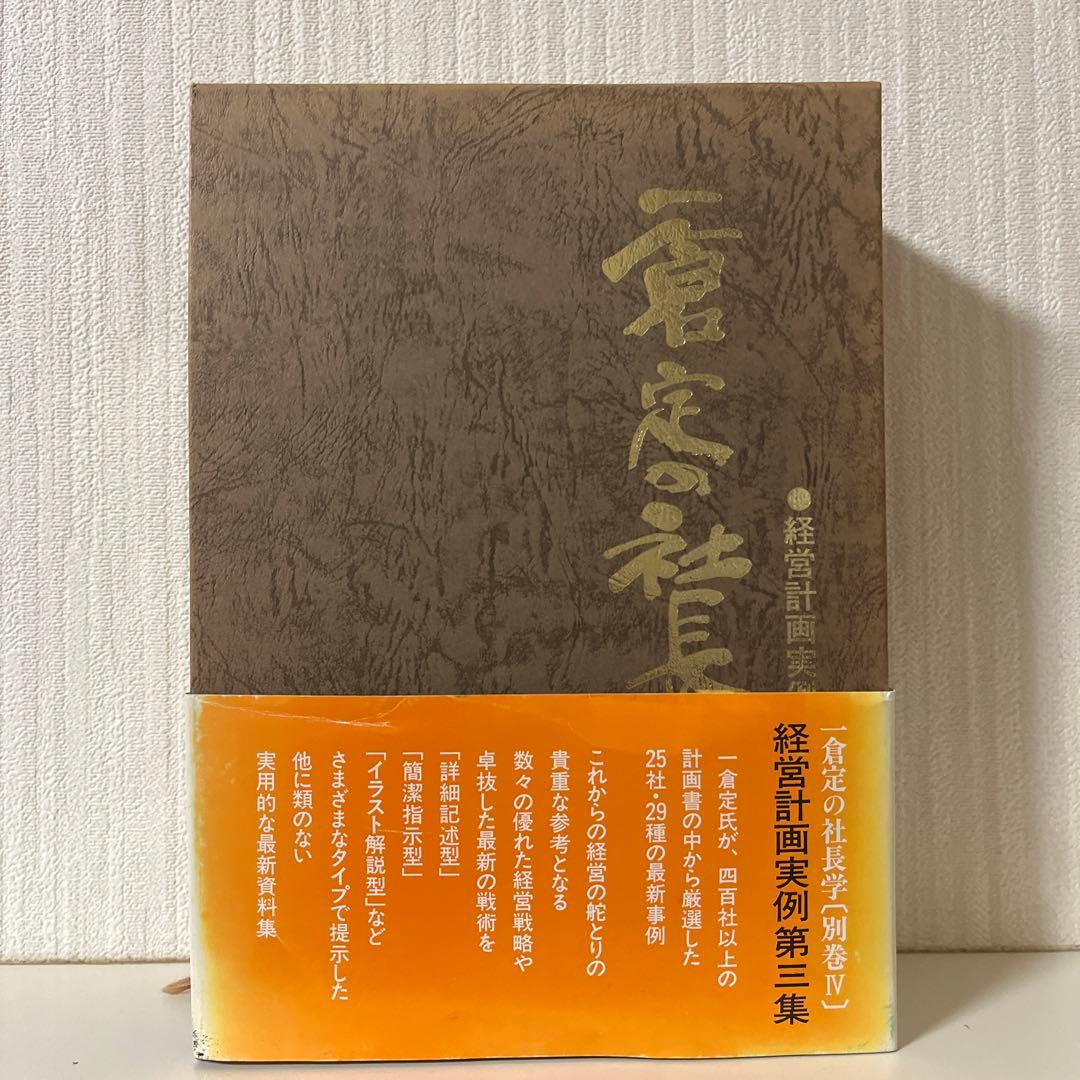 一倉定の社長
●経営計画実例
一倉定の社長学〔別巻Ⅳ〕
経営計画実例第三集
一倉定氏が、四百社以上の
計画書の中から厳選した
25社・29種の最新事例
これからの経営の舵とりの
貴重な参考となる
数々の優れた経営戦略や
卓抜した最新の戦術を
「詳細記述型」
「簡潔指示型」
「イラスト解説型」など
さまざまなタイプで提示した
他に類のない
実用的な最新資料集